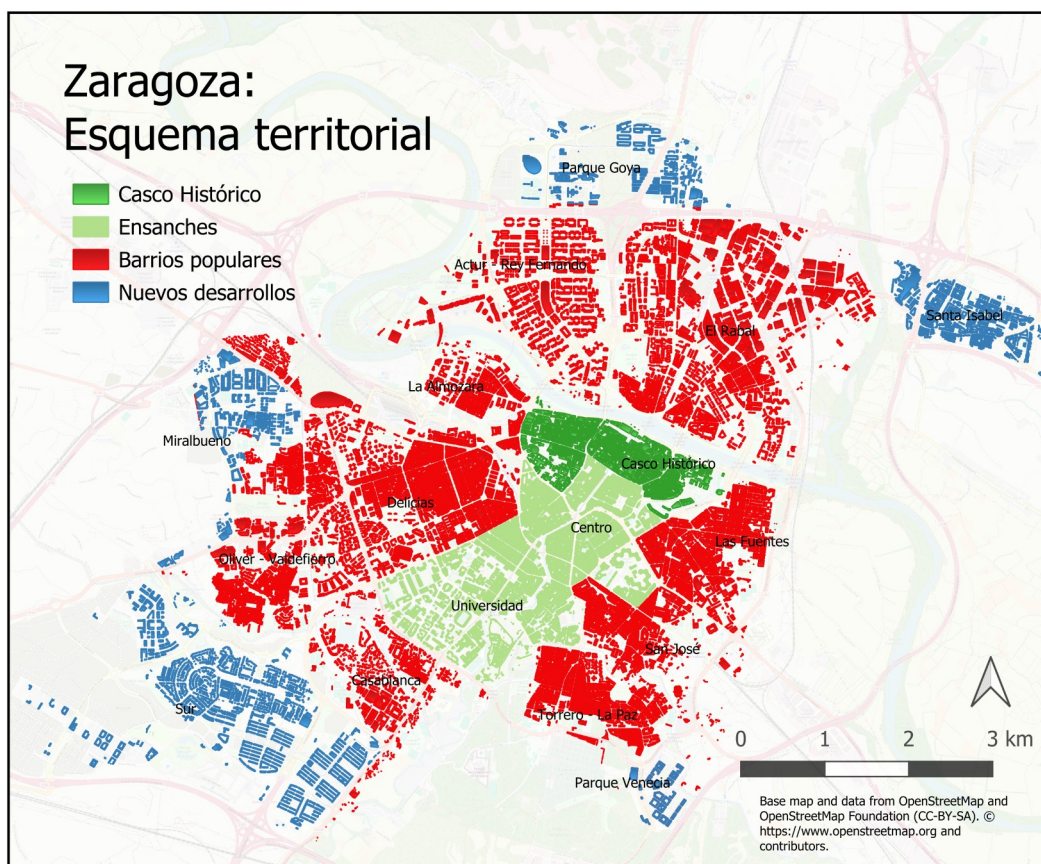 Zaragoza:
Esquema territorial
Casco Histórico
Ensanches
Barrios populares
Nuevos desarrollos
Parque Goya
Actur - Rey Fernando
Santa Isabel
El Rabal
La Almozara
Miralbueno
Casco Histórico
Delicias
Centro
Las Fuentes
Oliver - Valdefierro
Universidad
San José
Casablanca
Sur
Torrero - La Paz
0 1 2 3 km
Parque Venecia
Base map and data from OpenStreetMap and
OpenStreetMap Foundation (CC-BY-SA). ©
https://www.openstreetmap.org and
contributors.